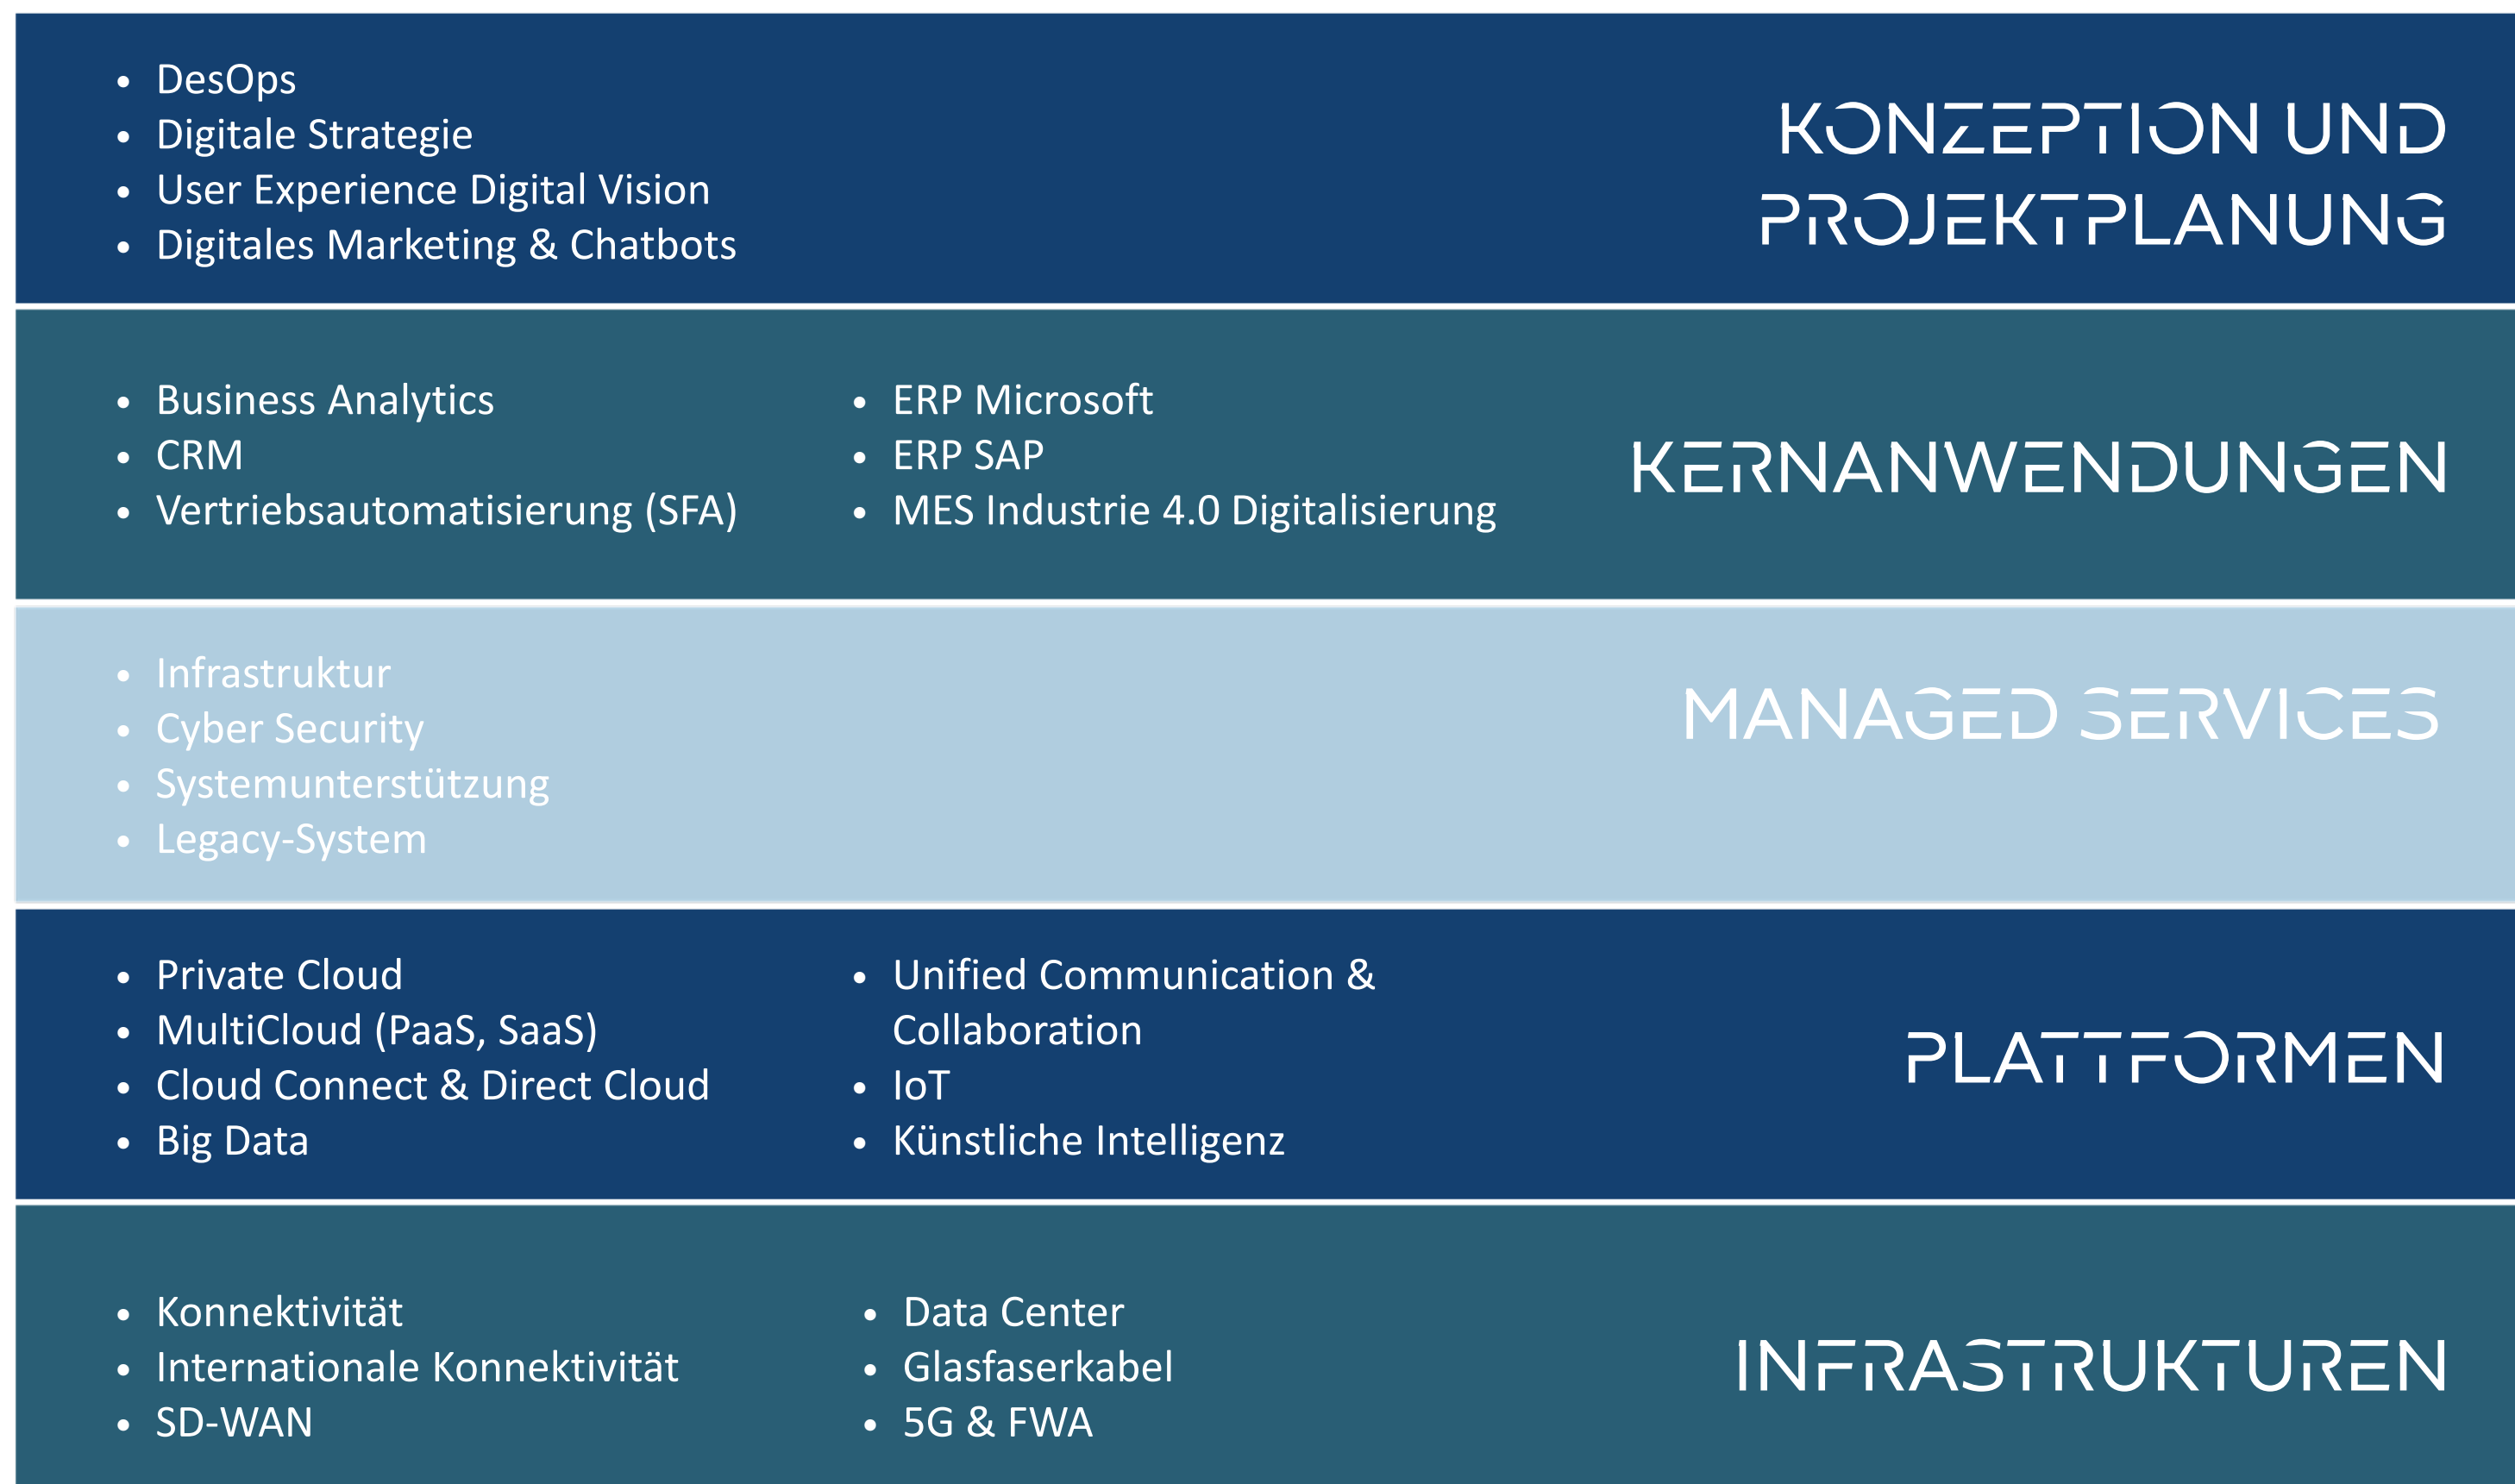 • DesOps
• Digitale Strategie
• User Experience Digital Vision
• Digitales Marketing & Chatbots
KONZEPTION UND
PROJEKTPLANUNG
• Business Analytics
• CRM
• Vertriebsautomatisierung (SFA)
• ERP Microsoft
• ERP SAP
• MES Industrie 4.0 Digitalisierung
KERNANWENDUNGEN
• Infrastruktur
• Cyber Security
• Systemunterstützung
• Legacy-System
MANAGED SERVICES
• Private Cloud
• MultiCloud (PaaS, SaaS)
• Cloud Connect & Direct Cloud
• Big Data
• Unified Communication &
Collaboration
• IoT
• Künstliche Intelligenz
PLATTFORMEN
• Konnektivität
• Internationale Konnektivität
• SD-WAN
• Data Center
• Glasfaserkabel
• 5G & FWA
INFRASTRUKTUREN